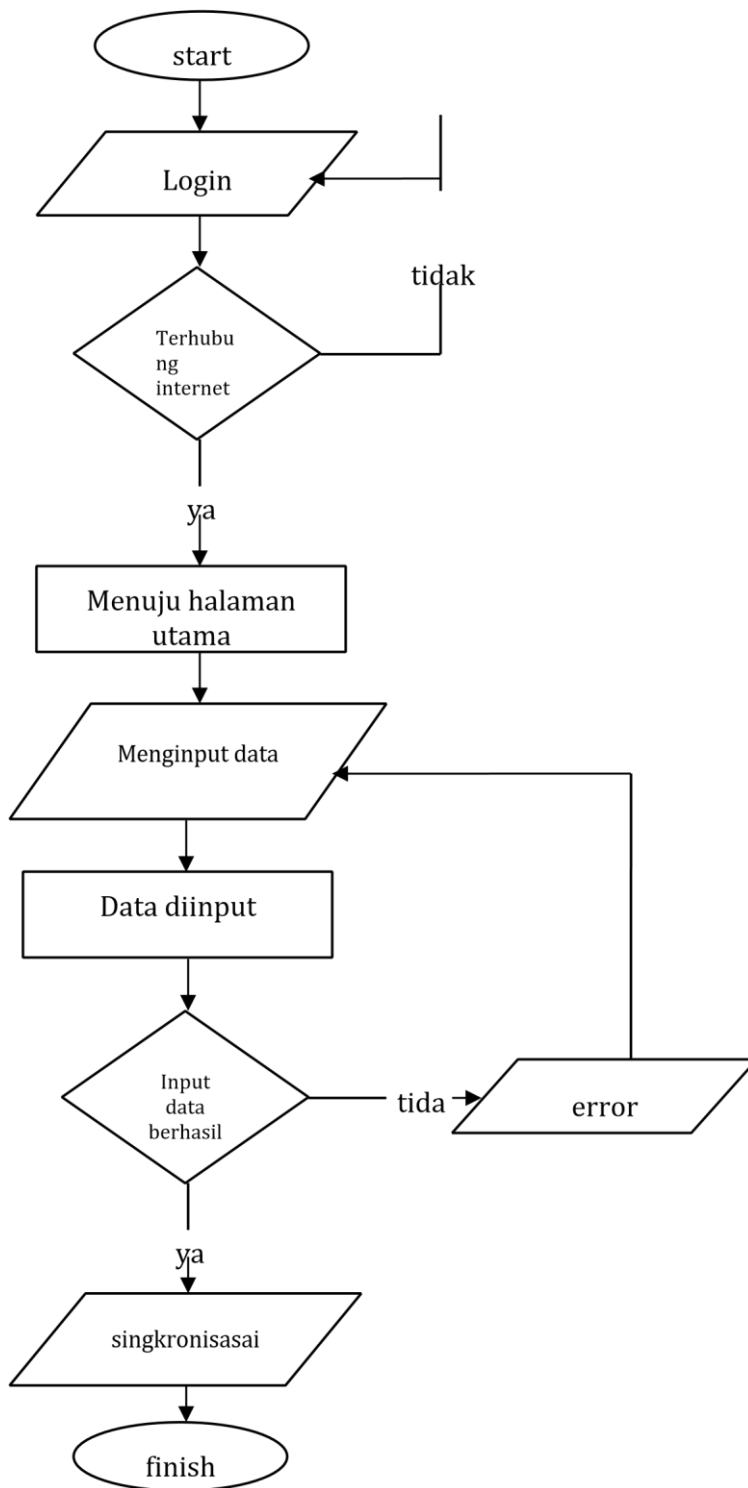 start
Login
tidak
Terhubu
ng
internet
ya
Menuju halaman
utama
Menginput data
Data diinput
Input
data
berhasil
tida
error
ya
singkronisasai
finish